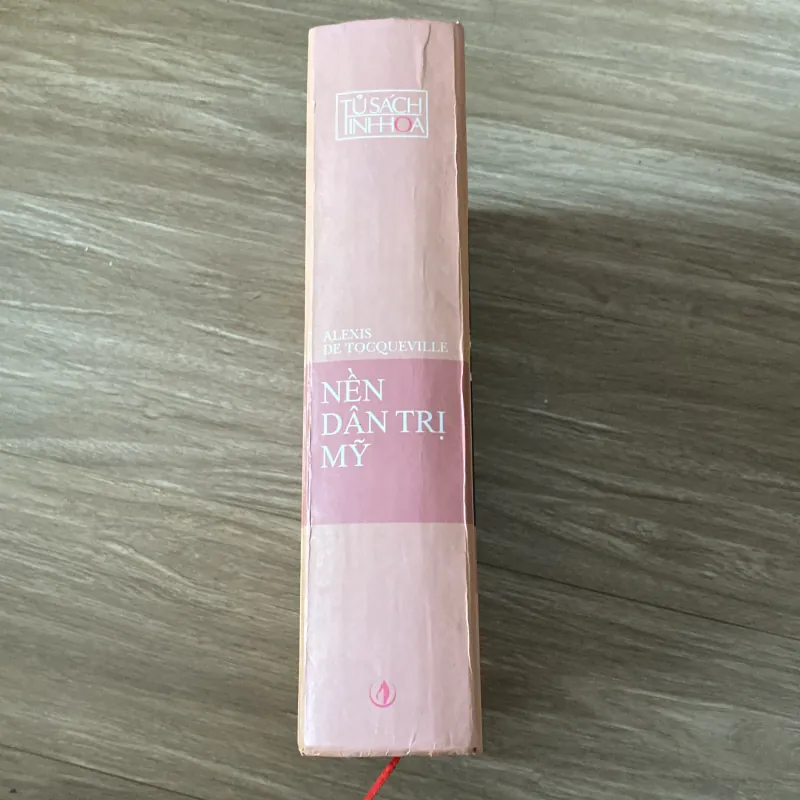 TỦ SÁCH
TINH HOA
ALEXIS
DE TOCQUEVILLE
NỀN
DÂN TRỊ
MỸ